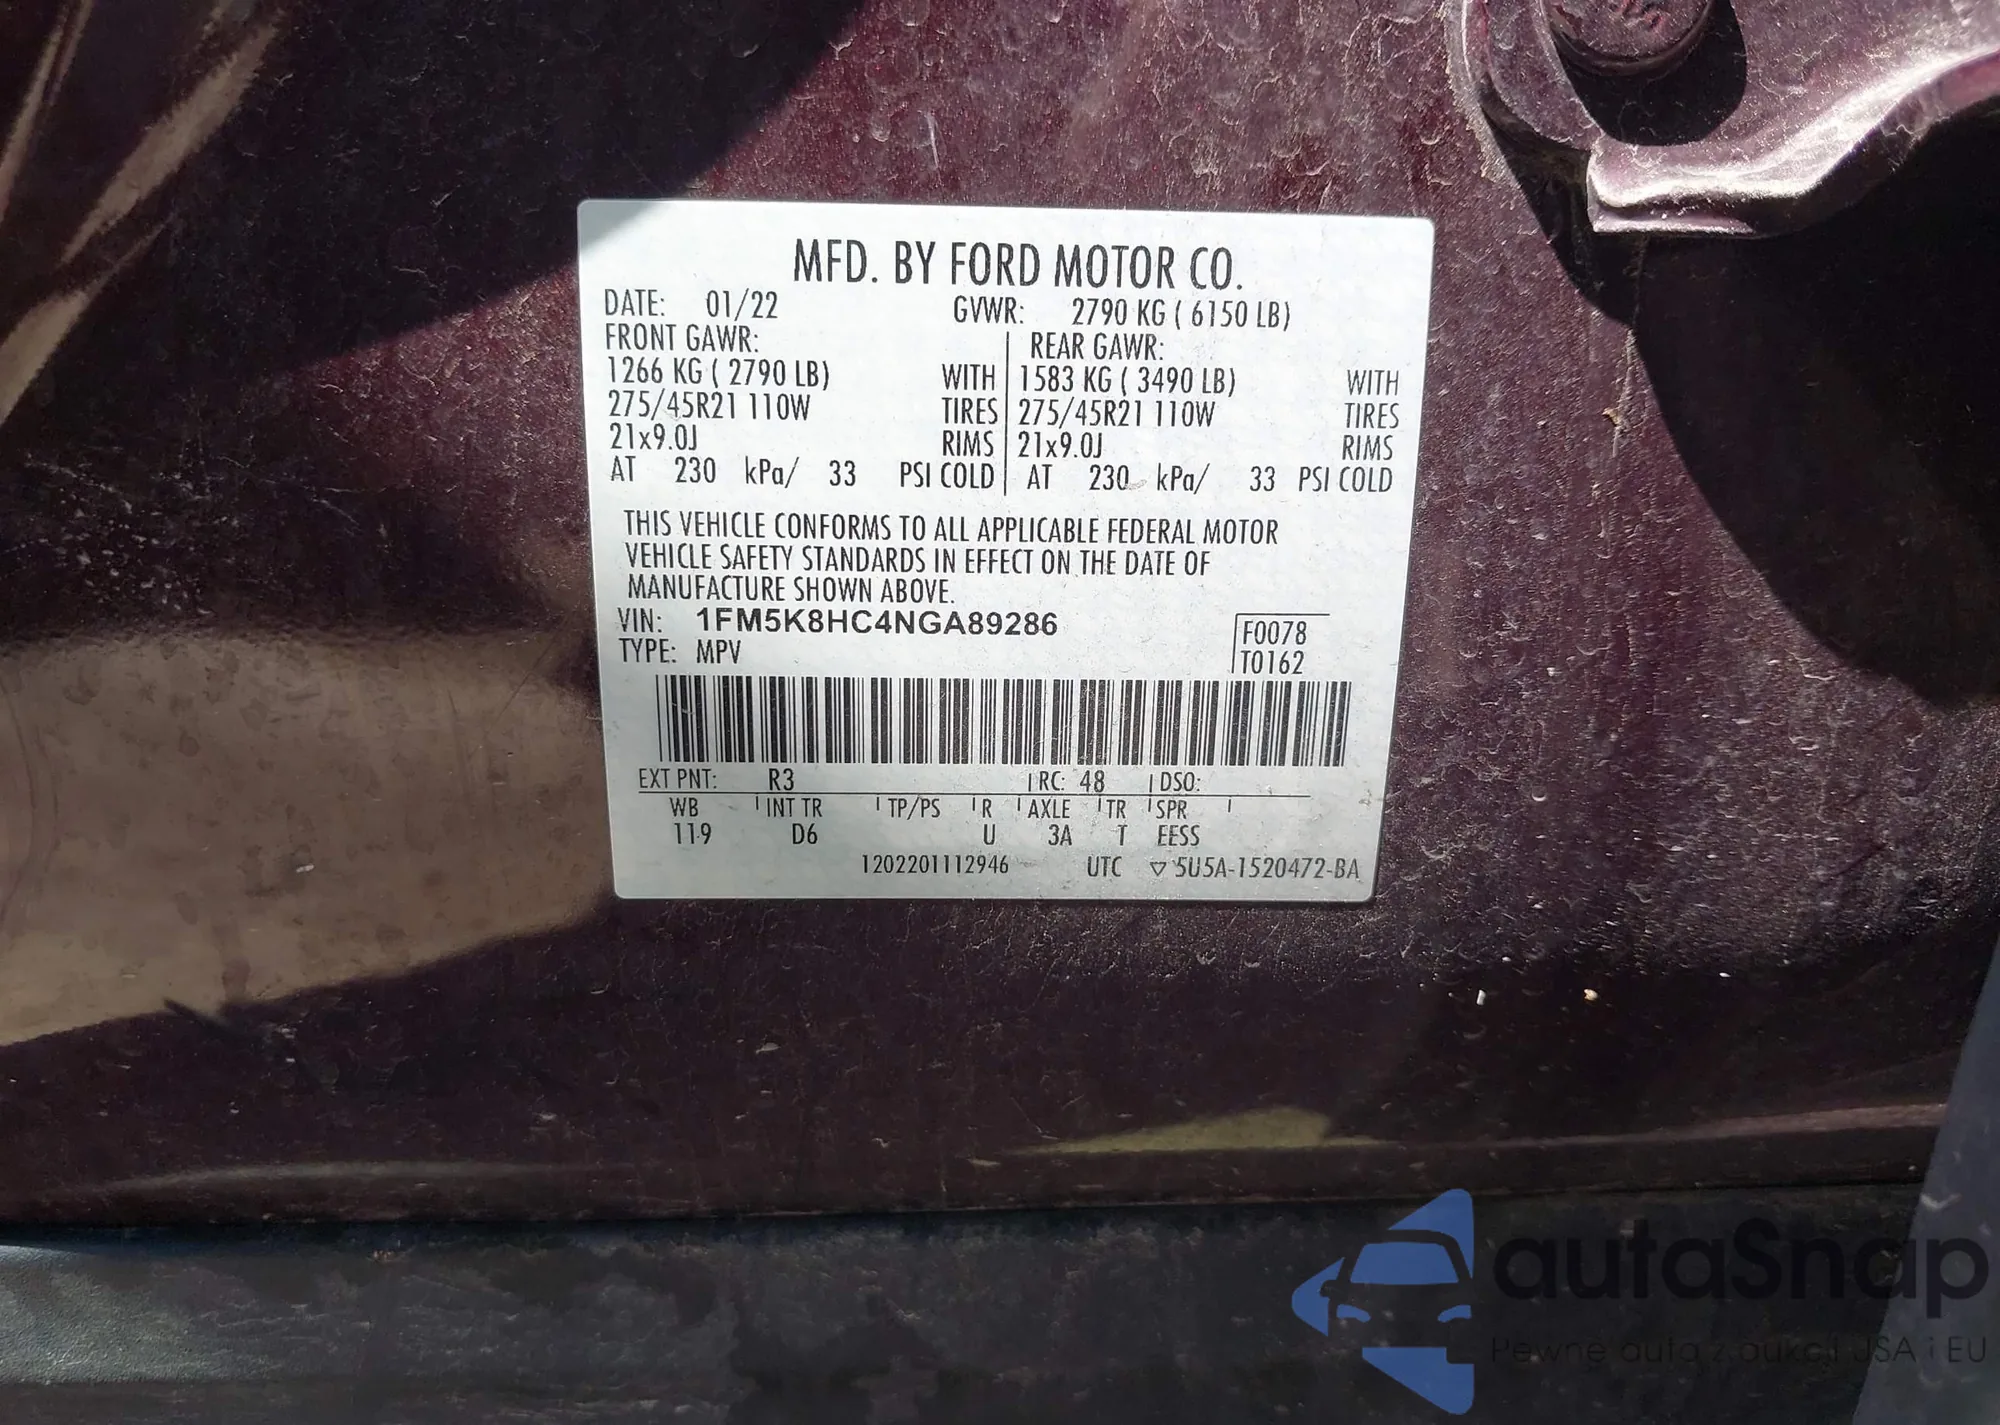 MFD. BY FORD MOTOR CO.
DATE: 01/22 GVWR: 2790 KG ( 6150 LB)
FRONT GAWR: REAR GAWR:
1266 KG ( 2790 LB) WITH 1583 KG ( 3490 LB) WITH
275/45R21 110W TIRES 275/45R21 110W TIRES
21x9.0J RIMS 21x9.0J RIMS
AT 230 kPa/ 33 PSI COLD AT 230 kPa/ 33 PSI COLD
THIS VEHICLE CONFORMS TO ALL APPLICABLE FEDERAL MOTOR
VEHICLE SAFETY STANDARDS IN EFFECT ON THE DATE OF
MANUFACTURE SHOWN ABOVE.
VIN: 1FM5K8HC4NGA89286 F0078
TYPE: MPV T0162
EXT PNT: R3 RC: 48 DSO:
WB INT TR TP/PS R AXLE TR SPR
119 D6 U 3A T EESS
1202201112946 UTC ▽ 5U5A-1520472-BA
autaSnap
Pewne auta z aukcji USA i EU